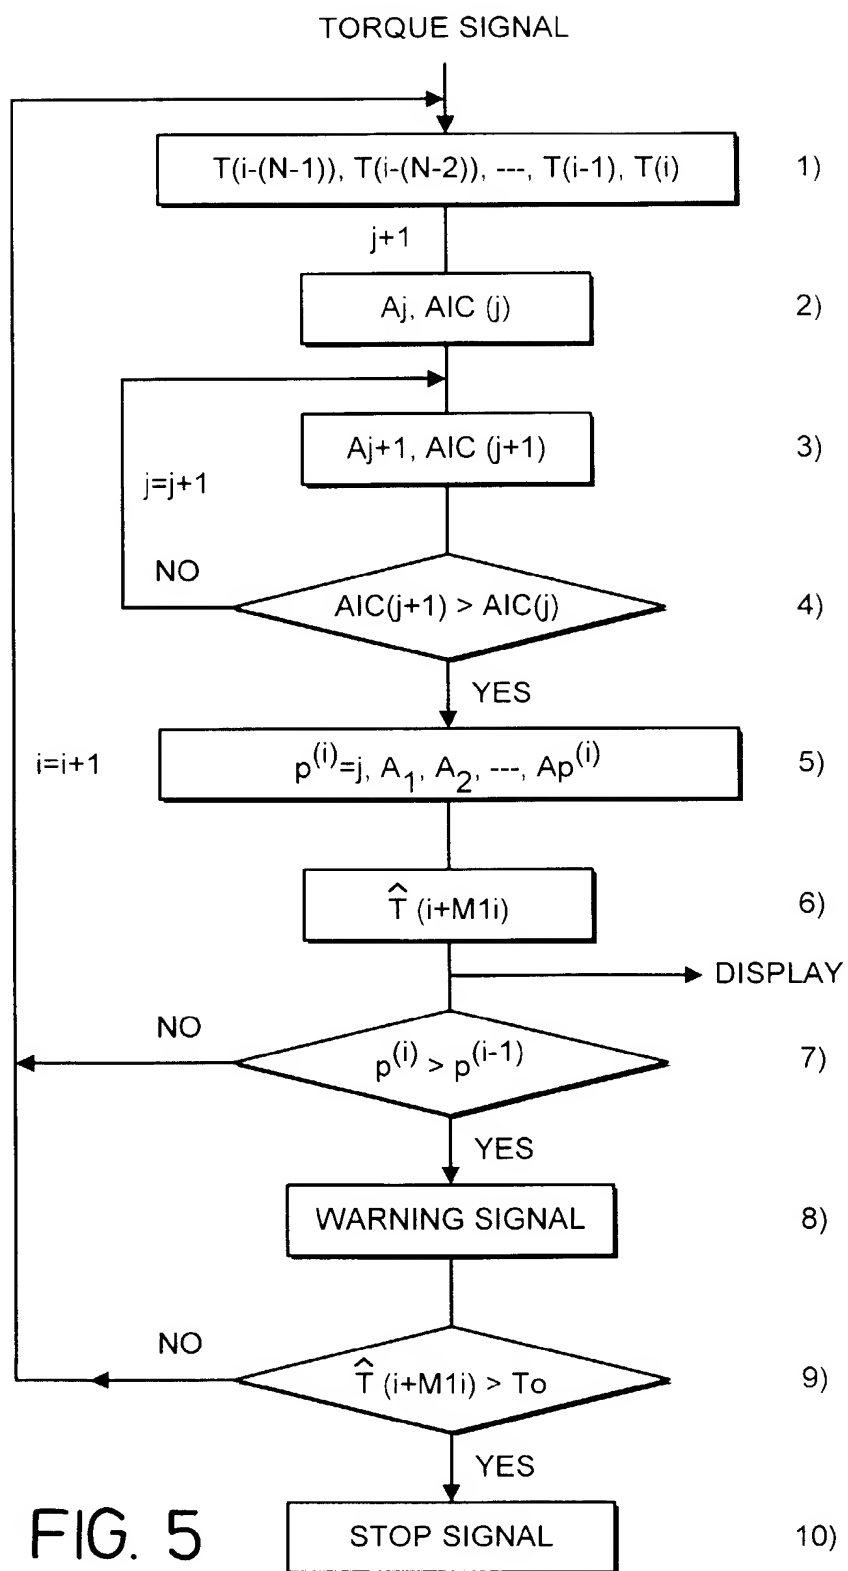 TORQUE SIGNAL
T(i-(N-1)), T(i-(N-2)), ---, T(i-1), T(i)
1)
j+1
Aj, AIC (j)
2)
Aj+1, AIC (j+1)
3)
j=j+1
NO
AIC(j+1) > AIC(j)
4)
YES
i=i+1
p^(i)=j, A_1, A_2, ---, Ap^(i)
5)
T̂ (i+M1i)
6)
DISPLAY
NO
p^(i) > p^(i-1)
7)
YES
WARNING SIGNAL
8)
NO
T̂ (i+M1i) > To
9)
YES
STOP SIGNAL
10)
FIG. 5